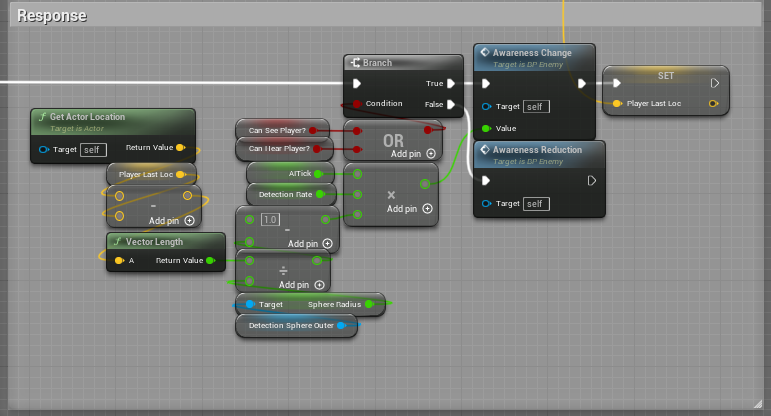 Response
Branch
True
Condition
False
Awareness Change
Target is DP Enemy
Target self
Value
SET
Player Last Loc
Get Actor Location
Target is Actor
Return Value
Target self
Player Last Loc
-
Add pin
Vector Length
A Return Value
Can See Player?
Can Hear Player?
OR
Add pin
AITick
Detection Rate
×
Add pin
1.0
-
Add pin
÷
Add pin
Target Sphere Radius
Detection Sphere Outer
Awareness Reduction
Target is DP Enemy
Target self